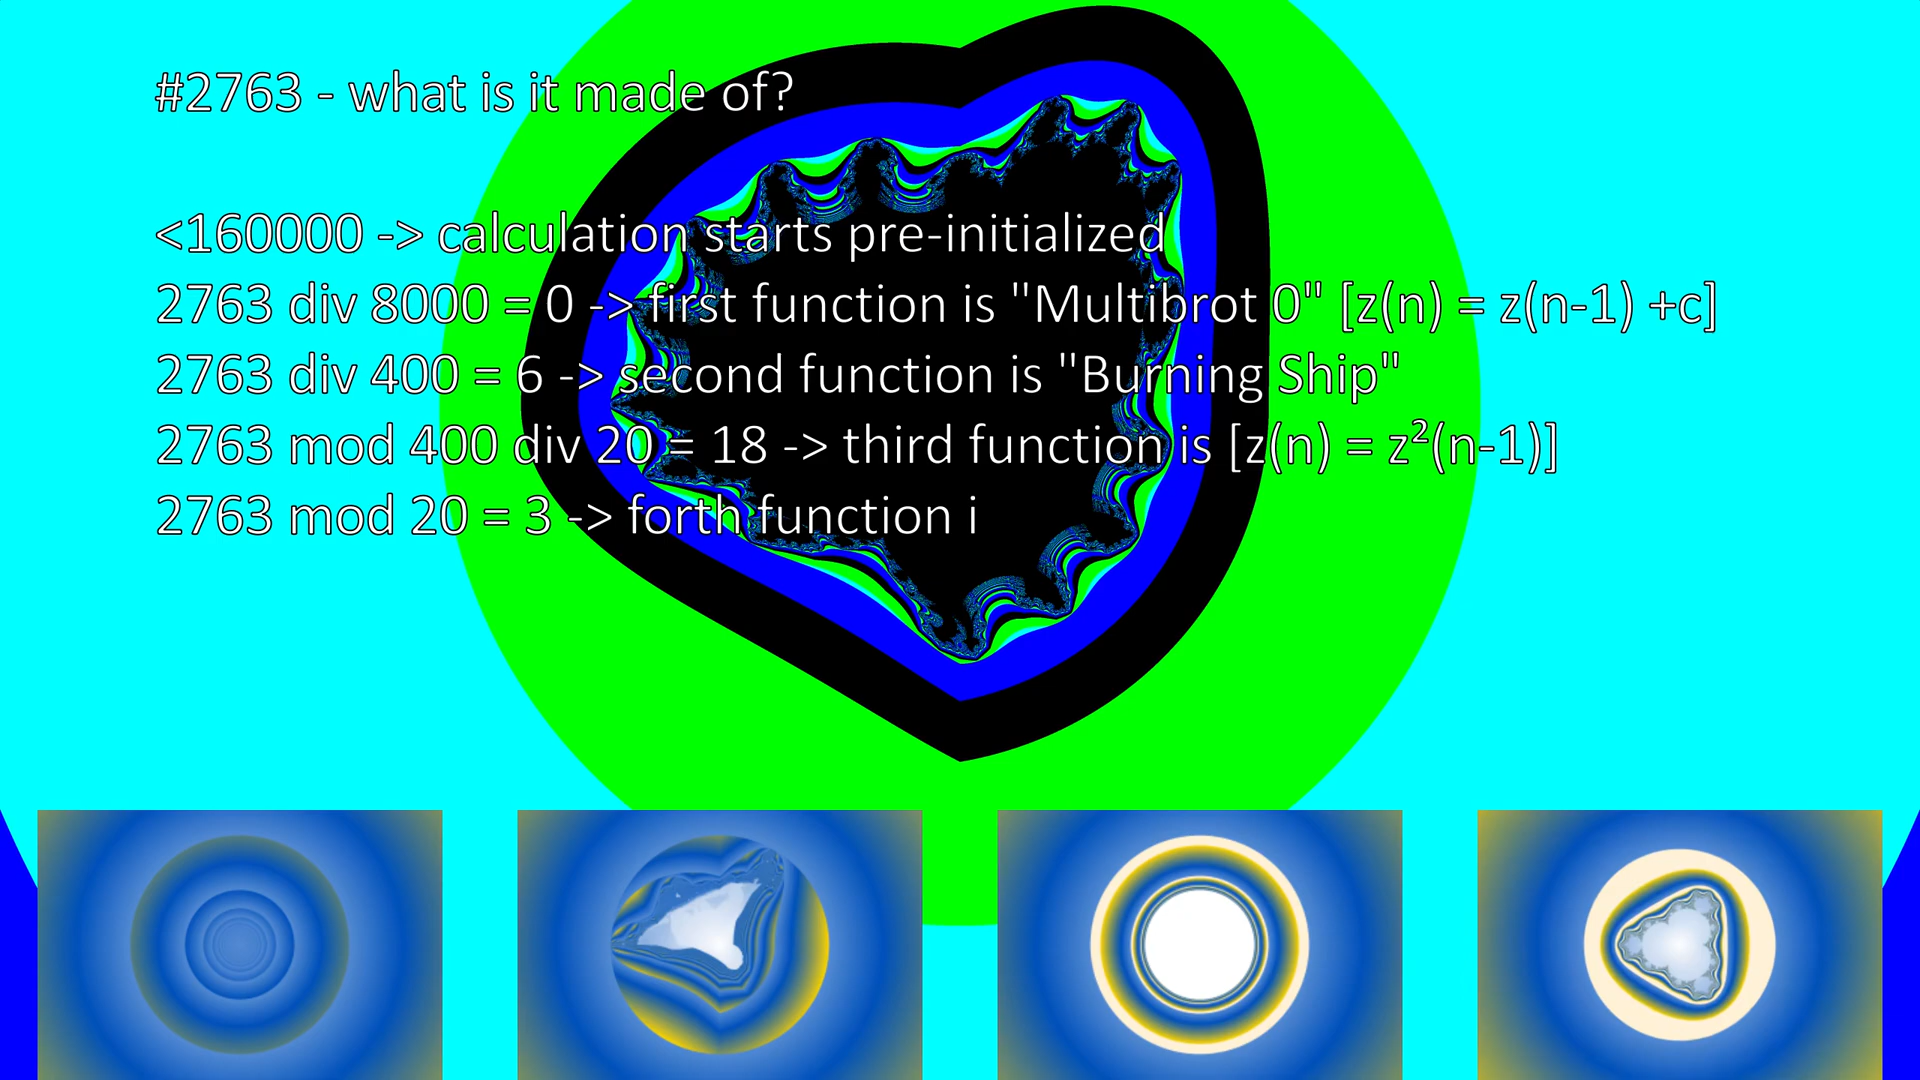 #2763 - what is it made of?
<160000 -> calculation starts pre-initialized
2763 div 8000 = 0 -> first function is "Multibrot 0" [z(n) = z(n-1) +c]
2763 div 400 = 6 -> second function is "Burning Ship"
2763 mod 400 div 20 = 18 -> third function is [z(n) = z²(n-1)]
2763 mod 20 = 3 -> forth function i